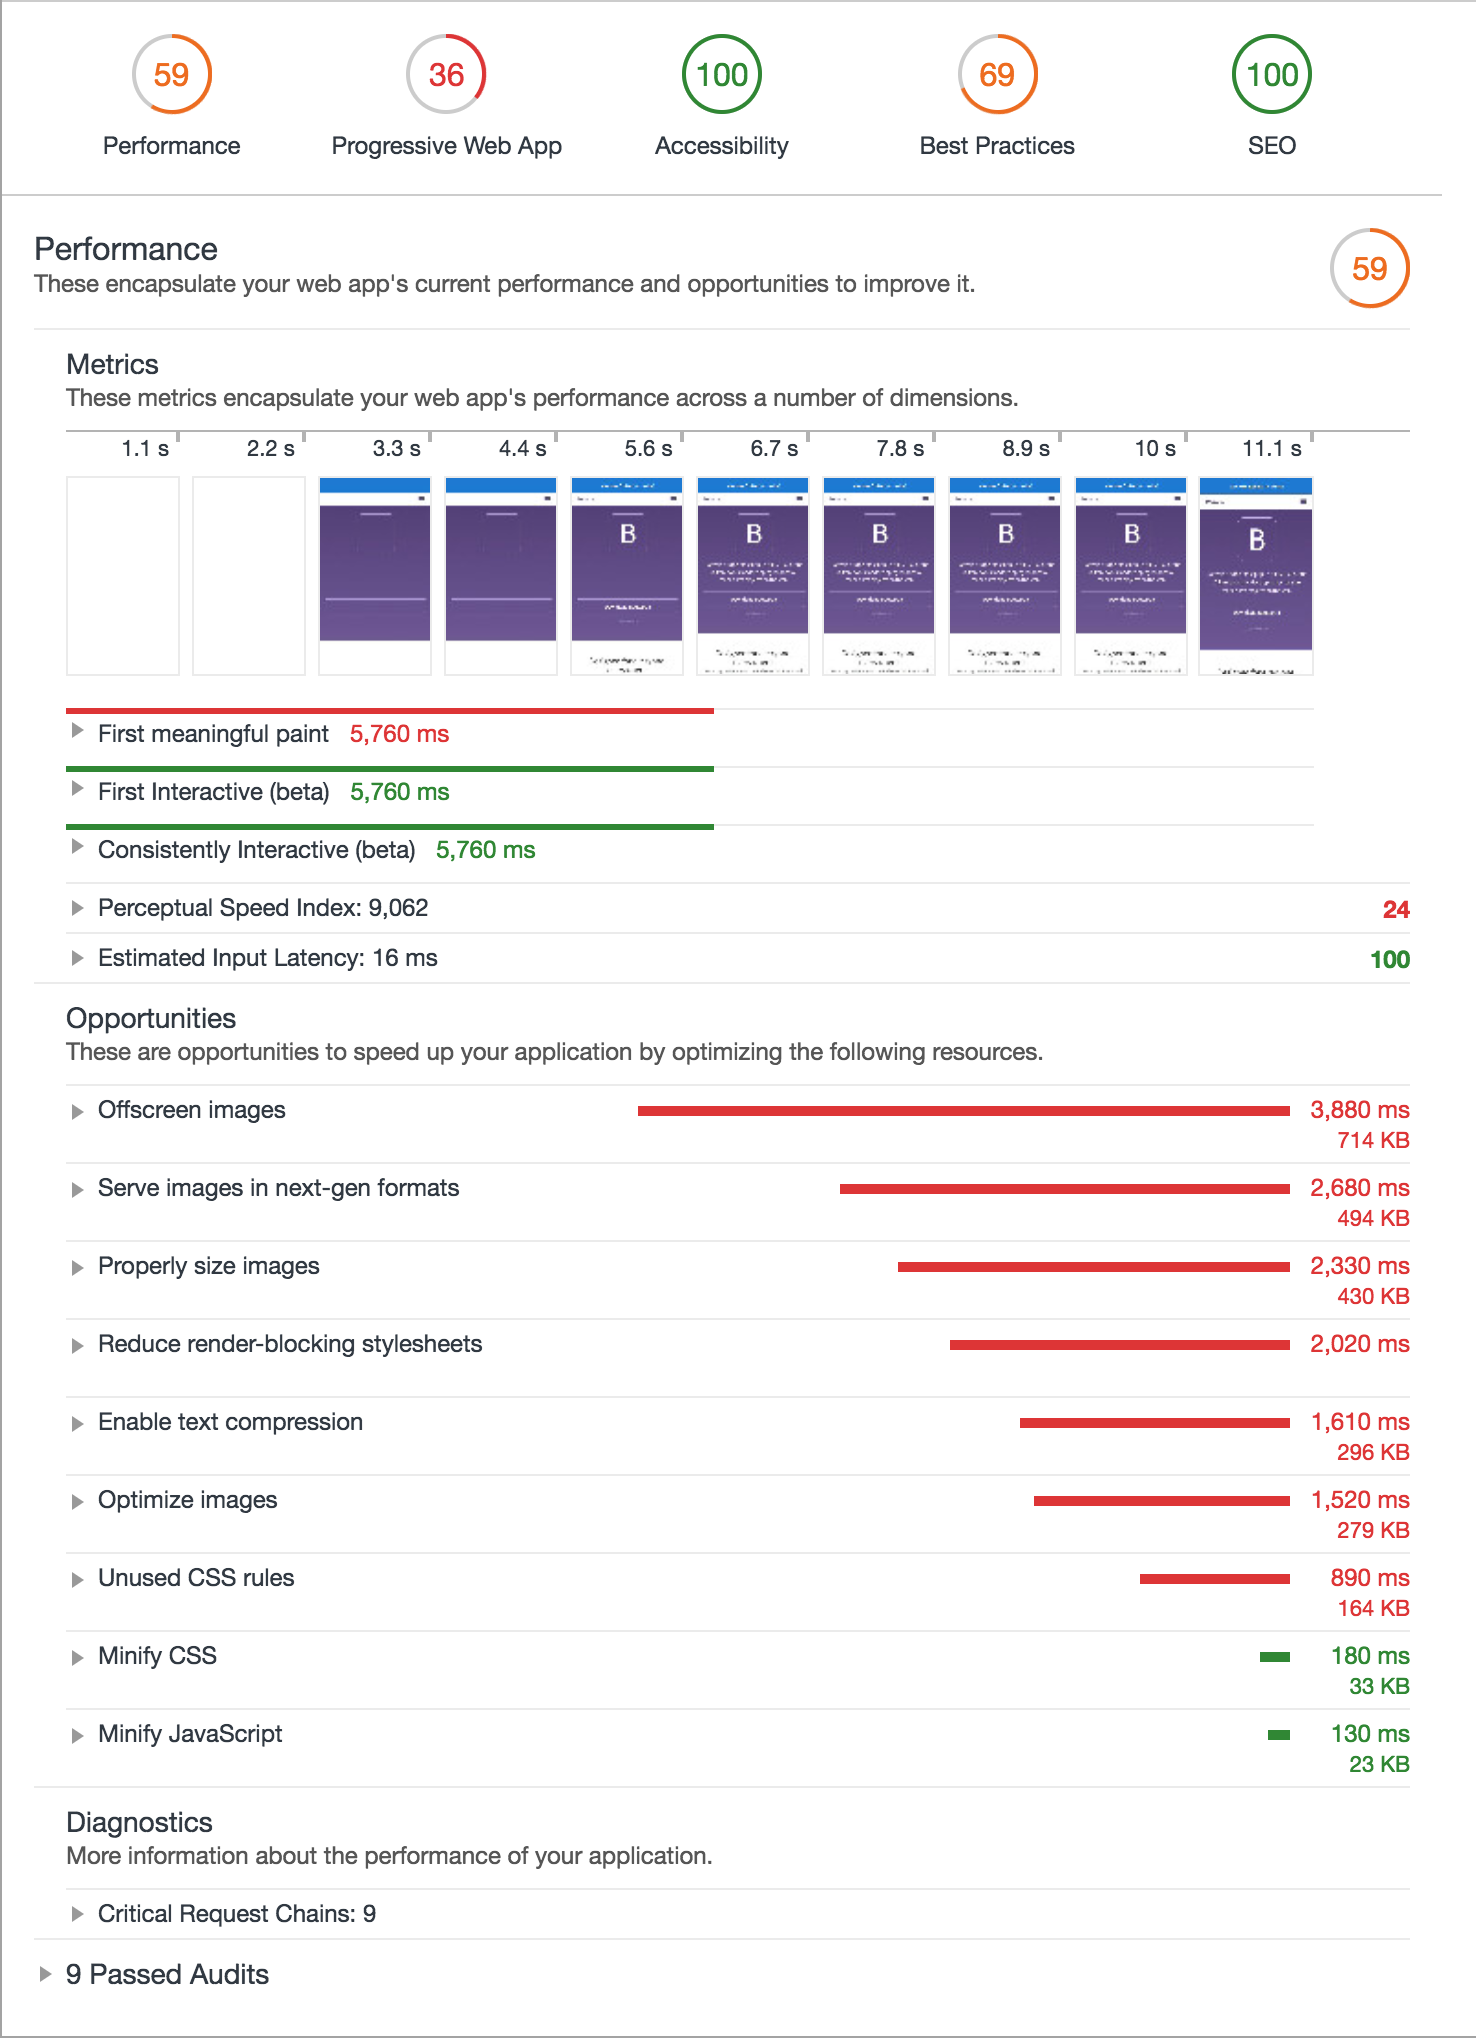 59 36 100 69 100
Performance Progressive Web App Accessibility Best Practices SEO
Performance
These encapsulate your web app's current performance and opportunities to improve it.
59
Metrics
These metrics encapsulate your web app's performance across a number of dimensions.
1.1 s 2.2 s 3.3 s 4.4 s 5.6 s 6.7 s 7.8 s 8.9 s 10 s 11.1 s
B B B B B B
First meaningful paint 5,760 ms
First Interactive (beta) 5,760 ms
Consistently Interactive (beta) 5,760 ms
Perceptual Speed Index: 9,062 24
Estimated Input Latency: 16 ms 100
Opportunities
These are opportunities to speed up your application by optimizing the following resources.
Offscreen images 3,880 ms
714 KB
Serve images in next-gen formats 2,680 ms
494 KB
Properly size images 2,330 ms
430 KB
Reduce render-blocking stylesheets 2,020 ms
Enable text compression 1,610 ms
296 KB
Optimize images 1,520 ms
279 KB
Unused CSS rules 890 ms
164 KB
Minify CSS 180 ms
33 KB
Minify JavaScript 130 ms
23 KB
Diagnostics
More information about the performance of your application.
Critical Request Chains: 9
9 Passed Audits